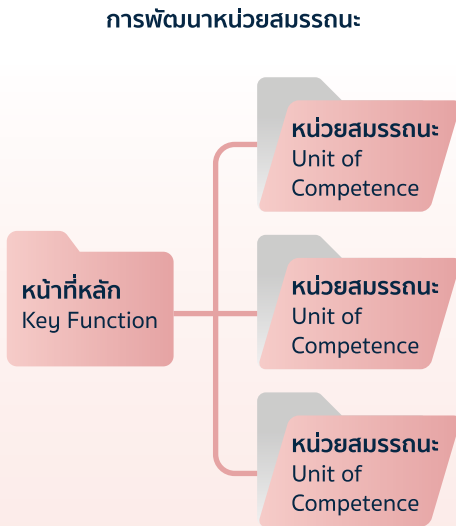 การพัฒนาหน่วยสมรรถนะ
หน่วยสมรรถนะ
Unit of
Competence
หน้าที่หลัก
Key Function
หน่วยสมรรถนะ
Unit of
Competence
หน่วยสมรรถนะ
Unit of
Competence